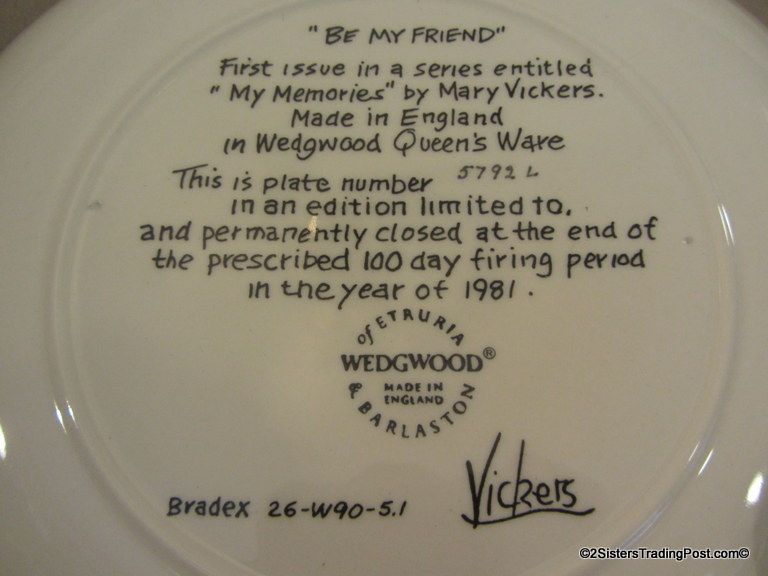 "BE MY FRIEND"
First issue in a series entitled
"My Memories" by Mary Vickers.
Made in England
in Wedgwood Queen's Ware
This is plate number 5792 L
in an edition limited to,
and permanently closed at the end of
the prescribed 100 day firing period
in the year of 1981.
of ETRURIA
WEDGWOOD®
MADE IN
ENGLAND
& BARLASTON
Vickers
Bradex 26-W90-5.1
©2SistersTradingPost.com©